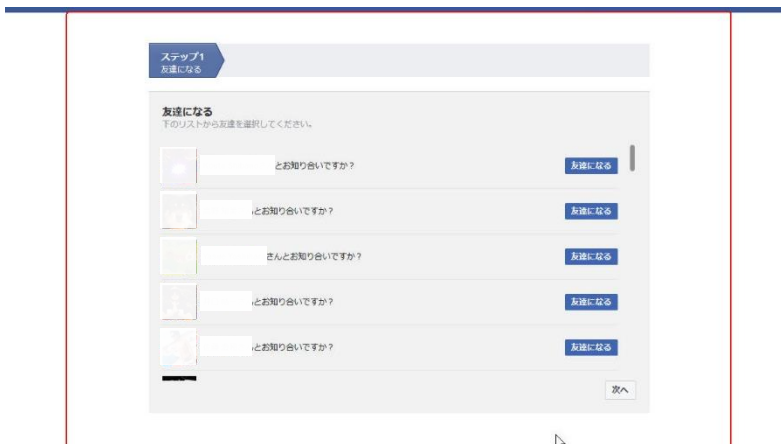 ステップ1
友達になる
友達になる
下のリストから友達を選択してください。
とお知り合いですか？
友達になる
とお知り合いですか？
友達になる
さんとお知り合いですか？
友達になる
とお知り合いですか？
友達になる
とお知り合いですか？
友達になる
次へ